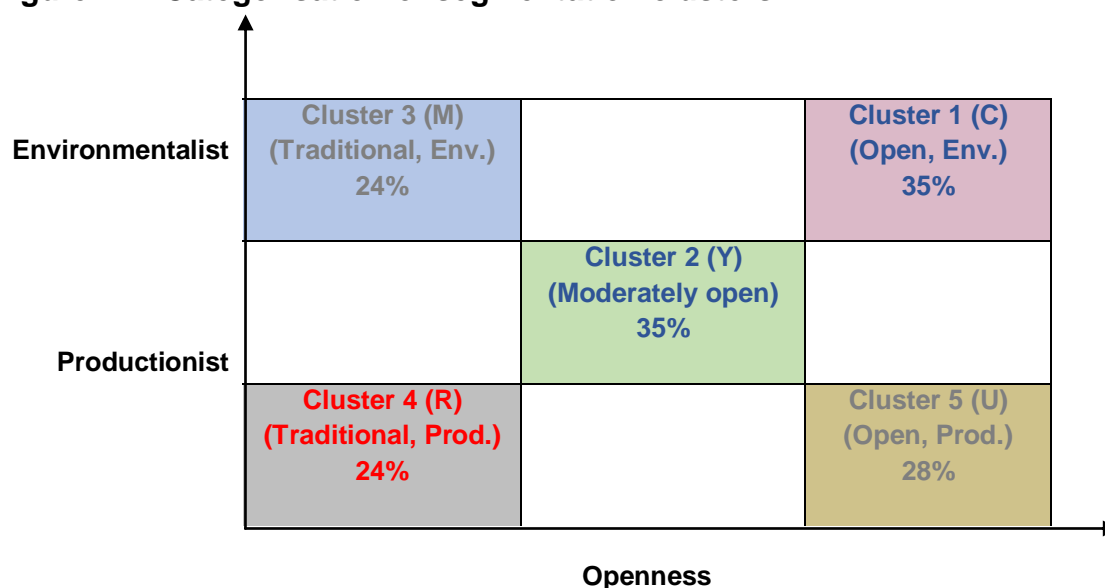 Cluster 3 (M)
(Traditional, Env.)
24%
Cluster 1 (C)
(Open, Env.)
35%
Environmentalist
Cluster 2 (Y)
(Moderately open)
35%
Productionist
Cluster 4 (R)
(Traditional, Prod.)
24%
Cluster 5 (U)
(Open, Prod.)
28%
Openness